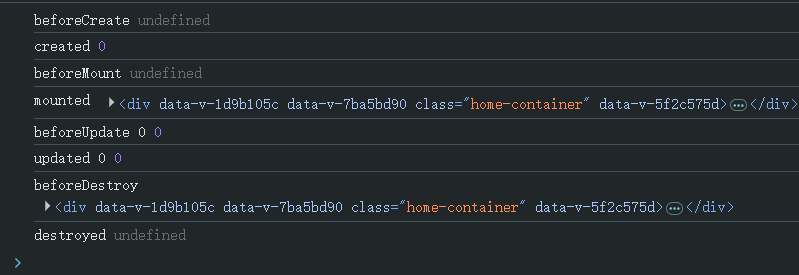 beforeCreate undefined
created 0
beforeMount undefined
mounted ▶<div data-v-1d9b105c data-v-7ba5bd90 class="home-container" data-v-5f2c575d>…</div>
beforeUpdate 0 0
updated 0 0
beforeDestroy
▶<div data-v-1d9b105c data-v-7ba5bd90 class="home-container" data-v-5f2c575d>…</div>
destroyed undefined
>